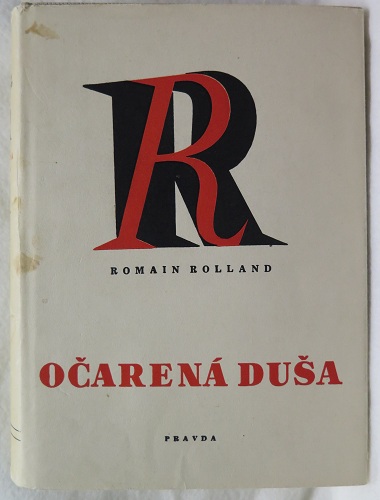 RR
ROMAIN ROLLAND
OČARENÁ DUŠA
PRAVDA